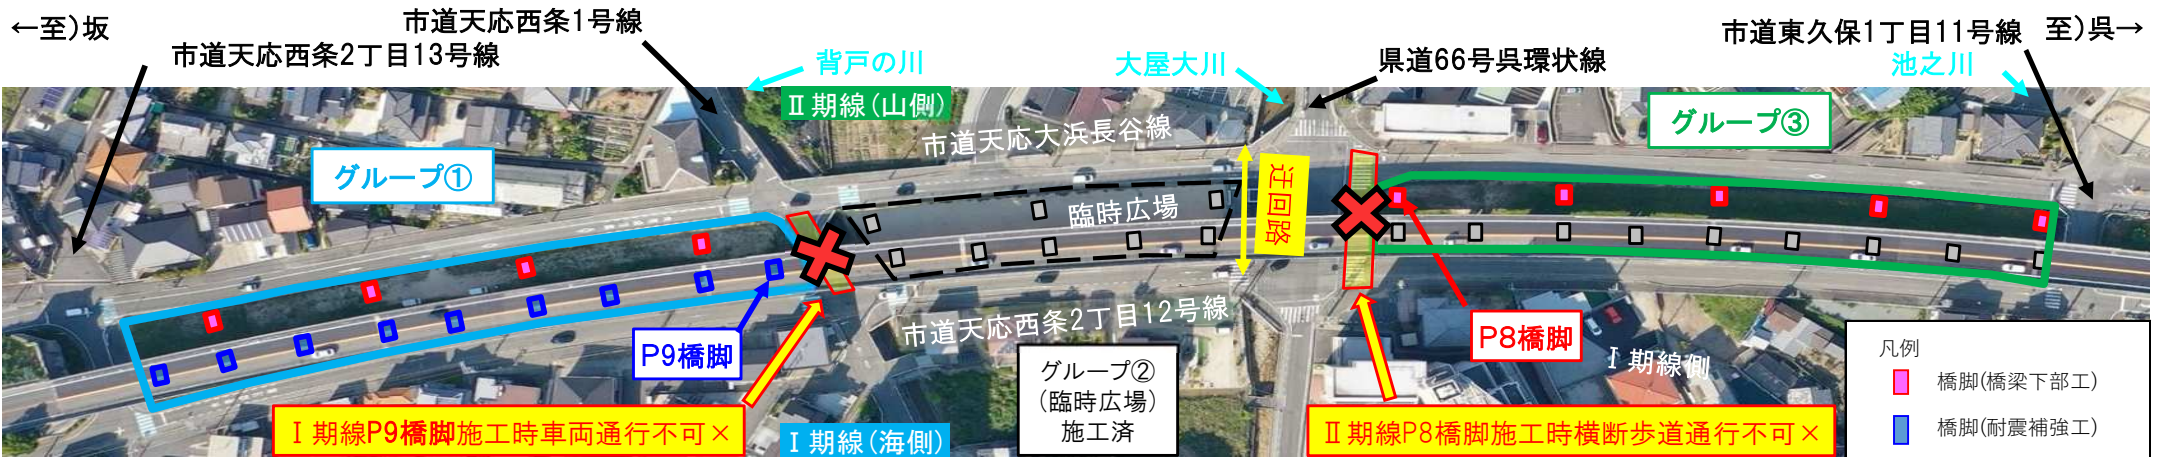 ←至)坂
市道天応西条1号線
市道天応西条2丁目13号線
背戸の川
大屋大川
県道66号呉環状線
市道東久保1丁目11号線
至)呉→
池之川
Ⅱ期線(山側)
市道天応大浜長谷線
グループ①
グループ③
迂回路
臨時広場
P9橋脚
市道天応西条2丁目12号線
P8橋脚
Ⅰ期線側
グループ②
(臨時広場)
施工済
Ⅰ期線P9橋脚施工時車両通行不可×
Ⅰ期線(海側)
Ⅱ期線P8橋脚施工時横断歩道通行不可×
凡例
橋脚(橋梁下部工)
橋脚(耐震補強工)